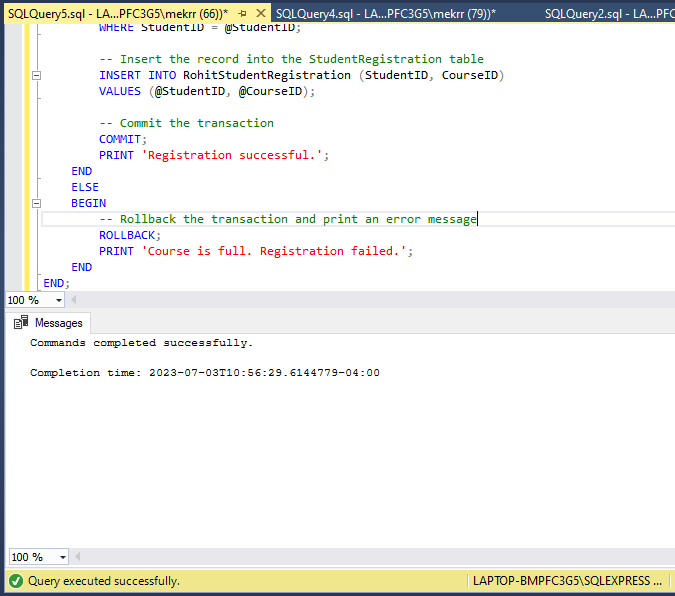 SQLQuery5.sql - LA...PFC3G5\mekrr (66))* SQLQuery4.sql - LA...PFC3G5\mekrr (79))* SQLQuery2.sql - LA...PFC
WHERE StudentID = @StudentID;
-- Insert the record into the StudentRegistration table
INSERT INTO RohitStudentRegistration (StudentID, CourseID)
VALUES (@StudentID, @CourseID);
-- Commit the transaction
COMMIT;
PRINT 'Registration successful.';
END
ELSE
BEGIN
-- Rollback the transaction and print an error message
ROLLBACK;
PRINT 'Course is full. Registration failed.';
END
END;
100 %
Messages
Commands completed successfully.
Completion time: 2023-07-03T10:56:29.6144779-04:00
100 %
Query executed successfully. LAPTOP-BMPFC3G5\SQLEXPRESS ...